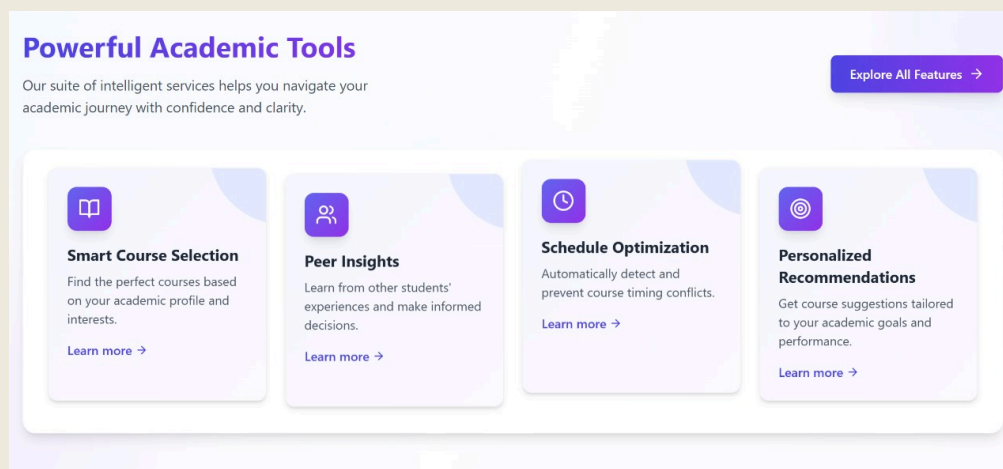 Powerful Academic Tools
Our suite of intelligent services helps you navigate your
academic journey with confidence and clarity.
Explore All Features →
Smart Course Selection
Find the perfect courses based
on your academic profile and
interests.
Learn more →
Peer Insights
Learn from other students'
experiences and make informed
decisions.
Learn more →
Schedule Optimization
Automatically detect and
prevent course timing conflicts.
Learn more →
Personalized
Recommendations
Get course suggestions tailored
to your academic goals and
performance.
Learn more →